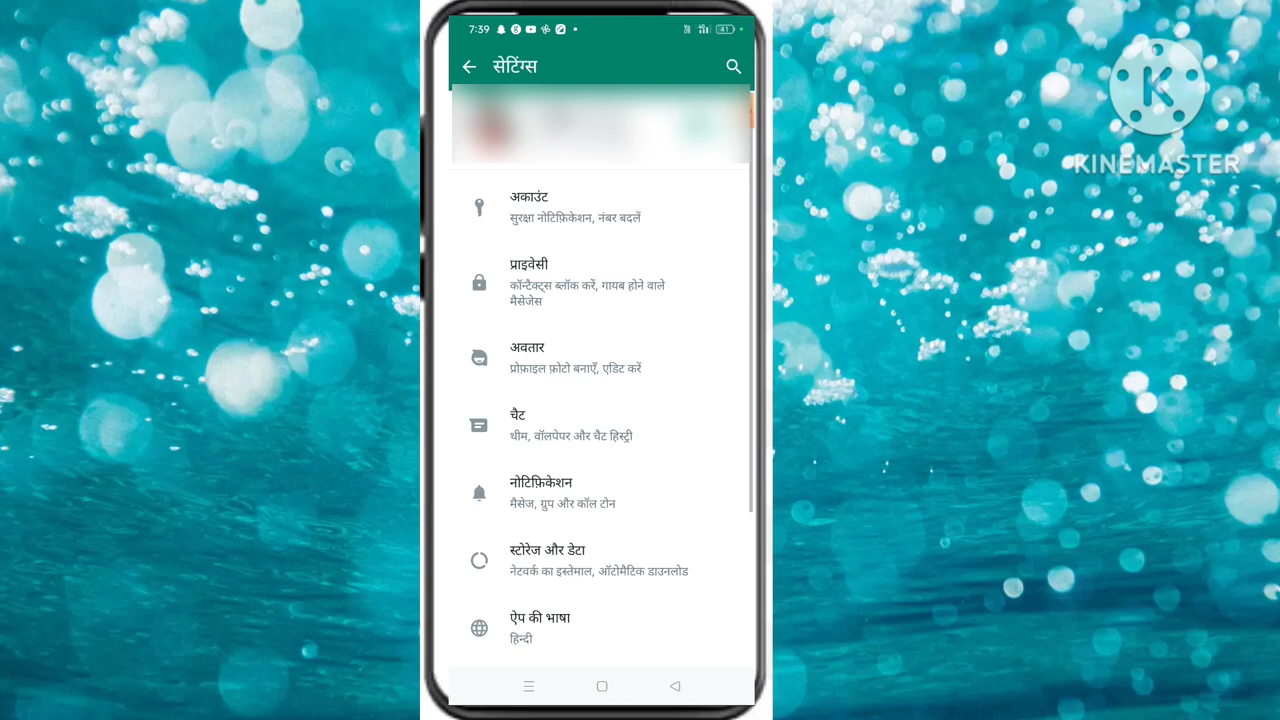 7:39
41
सेटिंग्स
K
KINEMASTER
अकाउंट
सुरक्षा नोटिफ़िकेशन, नंबर बदलें
प्राइवेसी
कॉन्टैक्ट्स ब्लॉक करें, गायब होने वाले
मैसेजेस
अवतार
प्रोफ़ाइल फ़ोटो बनाएँ, एडिट करें
चैट
थीम, वॉलपेपर और चैट हिस्ट्री
नोटिफ़िकेशन
मैसेज, ग्रुप और कॉल टोन
स्टोरेज और डेटा
नेटवर्क का इस्तेमाल, ऑटोमैटिक डाउनलोड
ऐप की भाषा
हिन्दी